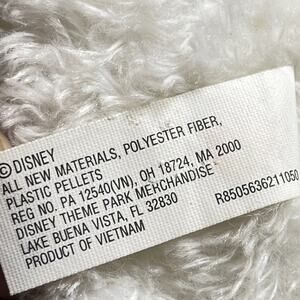 ©DISNEY
ALL NEW MATERIALS, POLYESTER FIBER,
PLASTIC PELLETS
REG NO. PA 12540(VN), OH 18724, MA 2000
DISNEY THEME PARK MERCHANDISE
LAKE BUENA VISTA, FL 32830
PRODUCT OF VIETNAM
R8505636211050